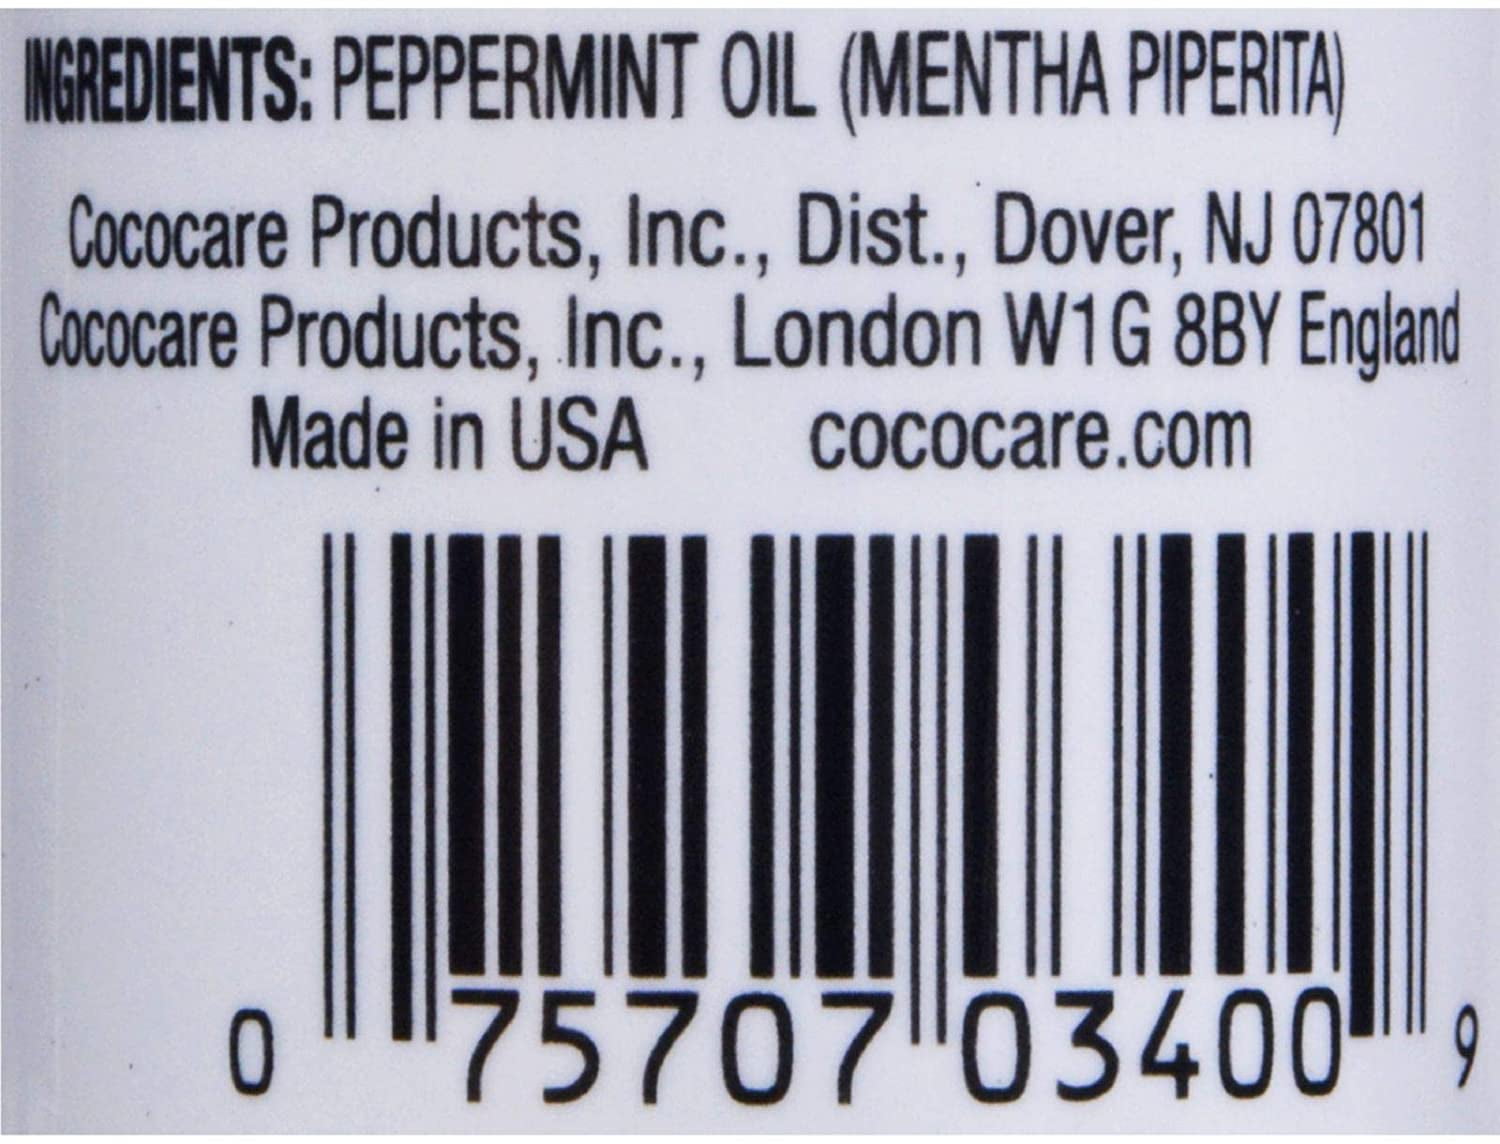 INGREDIENTS: PEPPERMINT OIL (MENTHA PIPERITA)
Cococare Products, Inc., Dist., Dover, NJ 07801
Cococare Products, Inc., London W1G 8BY England
Made in USA cococare.com
0 75707 03400 9